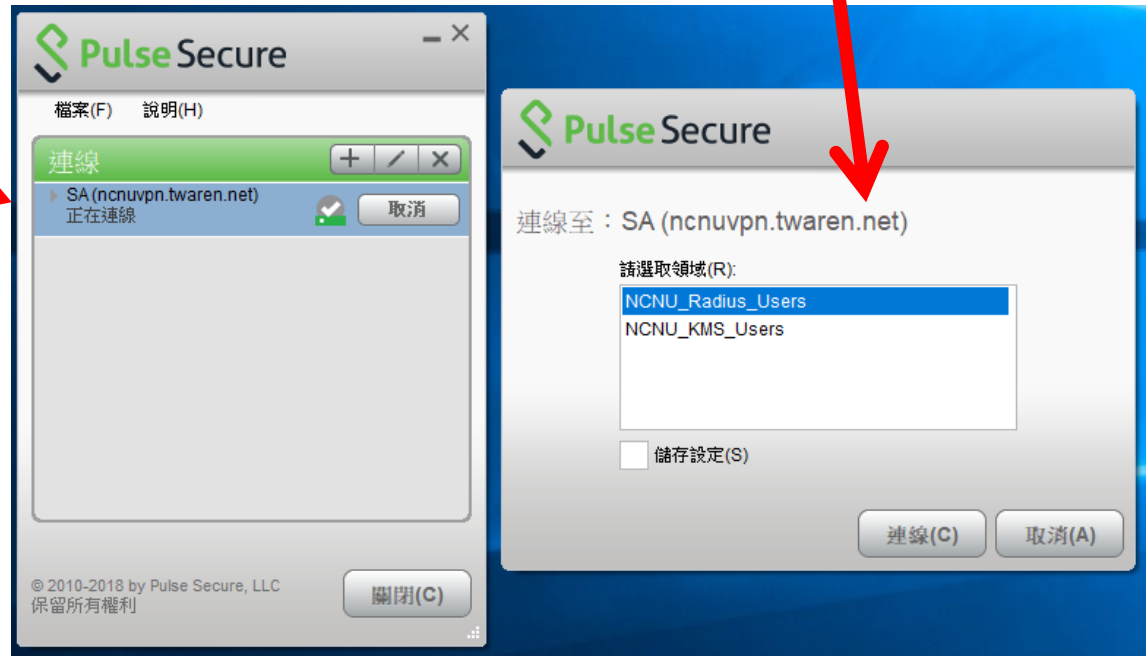 Pulse Secure
檔案(F) 說明(H)
連線
SA (ncnuvpn.twaren.net)
正在連線
取消
© 2010-2018 by Pulse Secure, LLC
保留所有權利
關閉(C)
Pulse Secure
連線至：SA (ncnuvpn.twaren.net)
請選取領域(R):
NCNU_Radius_Users
NCNU_KMS_Users
儲存設定(S)
連線(C)
取消(A)